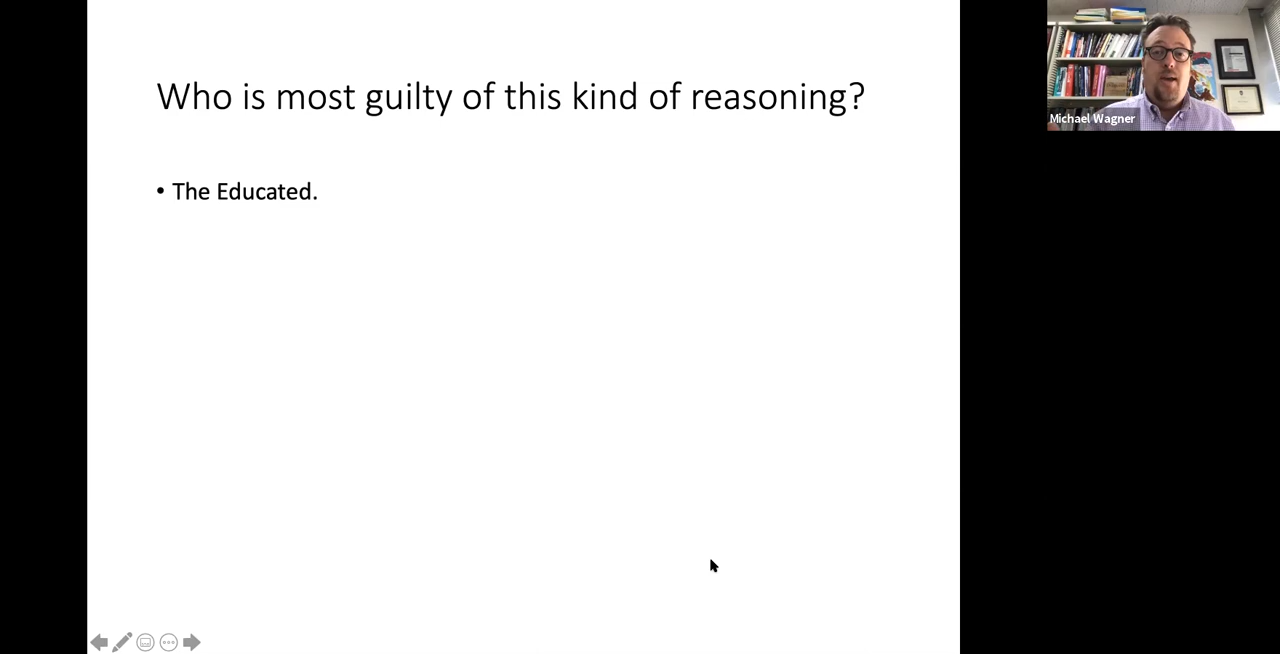 Who is most guilty of this kind of reasoning?
• The Educated.
Michael Wagner